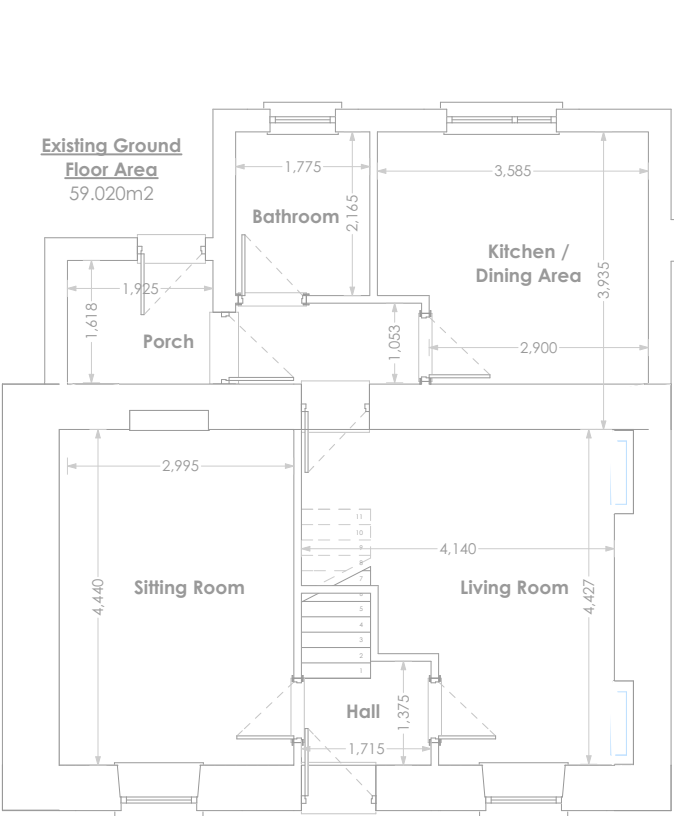 Existing Ground
Floor Area
59.020m2
1,775
3,585
2,165
Bathroom
Kitchen /
Dining Area
3,935
1,925
1,618
Porch
1,053
2,900
2,995
11
10
9
8
7
6
5
4
3
2
1
4,140
4,440
Sitting Room
Living Room
4,427
Hall
1,375
1,715